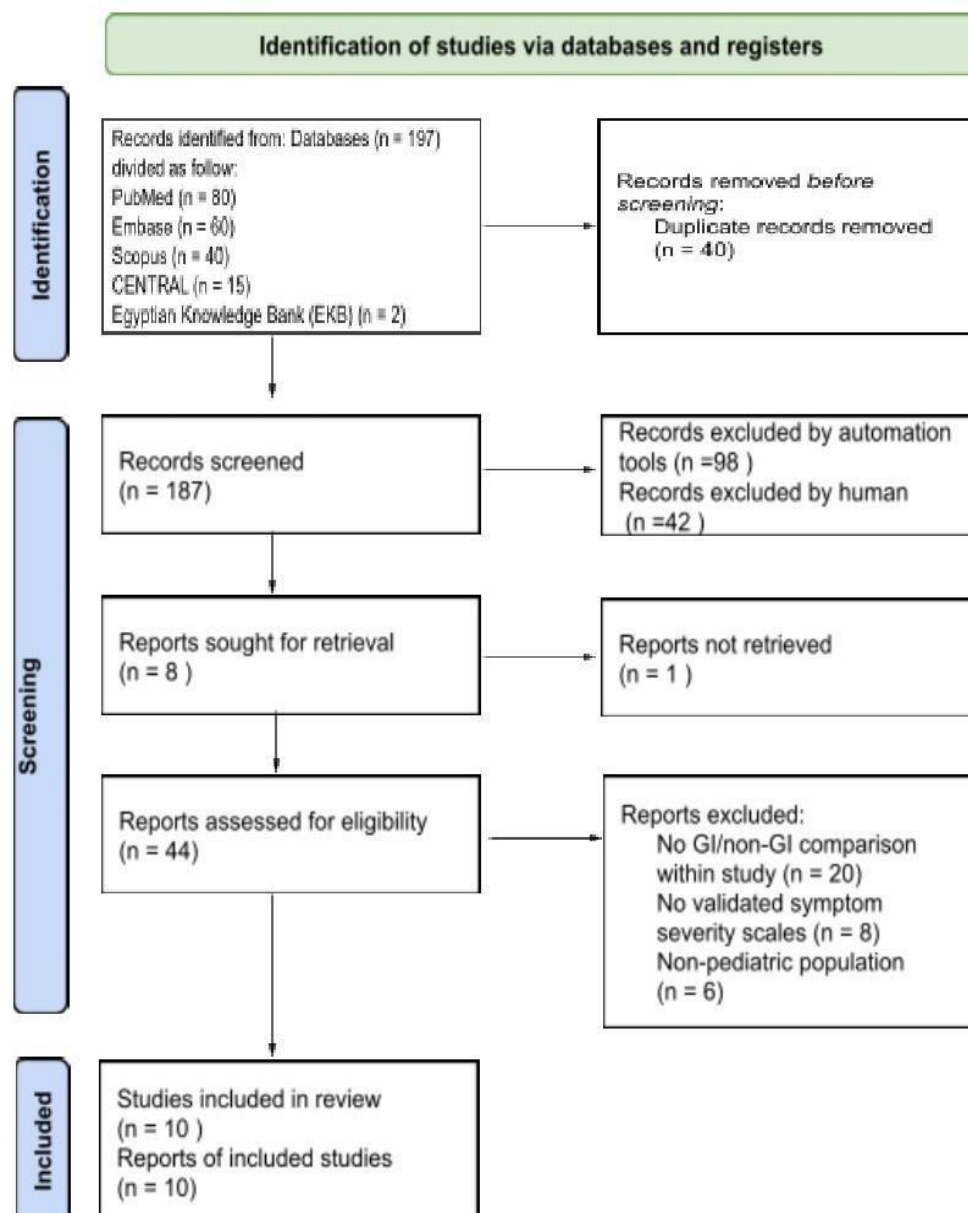 Identification of studies via databases and registers
Identification
Records identified from: Databases (n = 197)
divided as follow:
PubMed (n = 80)
Embase (n = 60)
Scopus (n = 40)
CENTRAL (n = 15)
Egyptian Knowledge Bank (EKB) (n = 2)
Records removed before
screening:
Duplicate records removed
(n = 40)
Screening
Records screened
(n = 187)
Records excluded by automation
tools (n =98 )
Records excluded by human
(n =42 )
Reports sought for retrieval
(n = 8 )
Reports not retrieved
(n = 1 )
Reports assessed for eligibility
(n = 44)
Reports excluded:
No GI/non-GI comparison
within study (n = 20)
No validated symptom
severity scales (n = 8)
Non-pediatric population
(n = 6)
Included
Studies included in review
(n = 10 )
Reports of included studies
(n = 10)